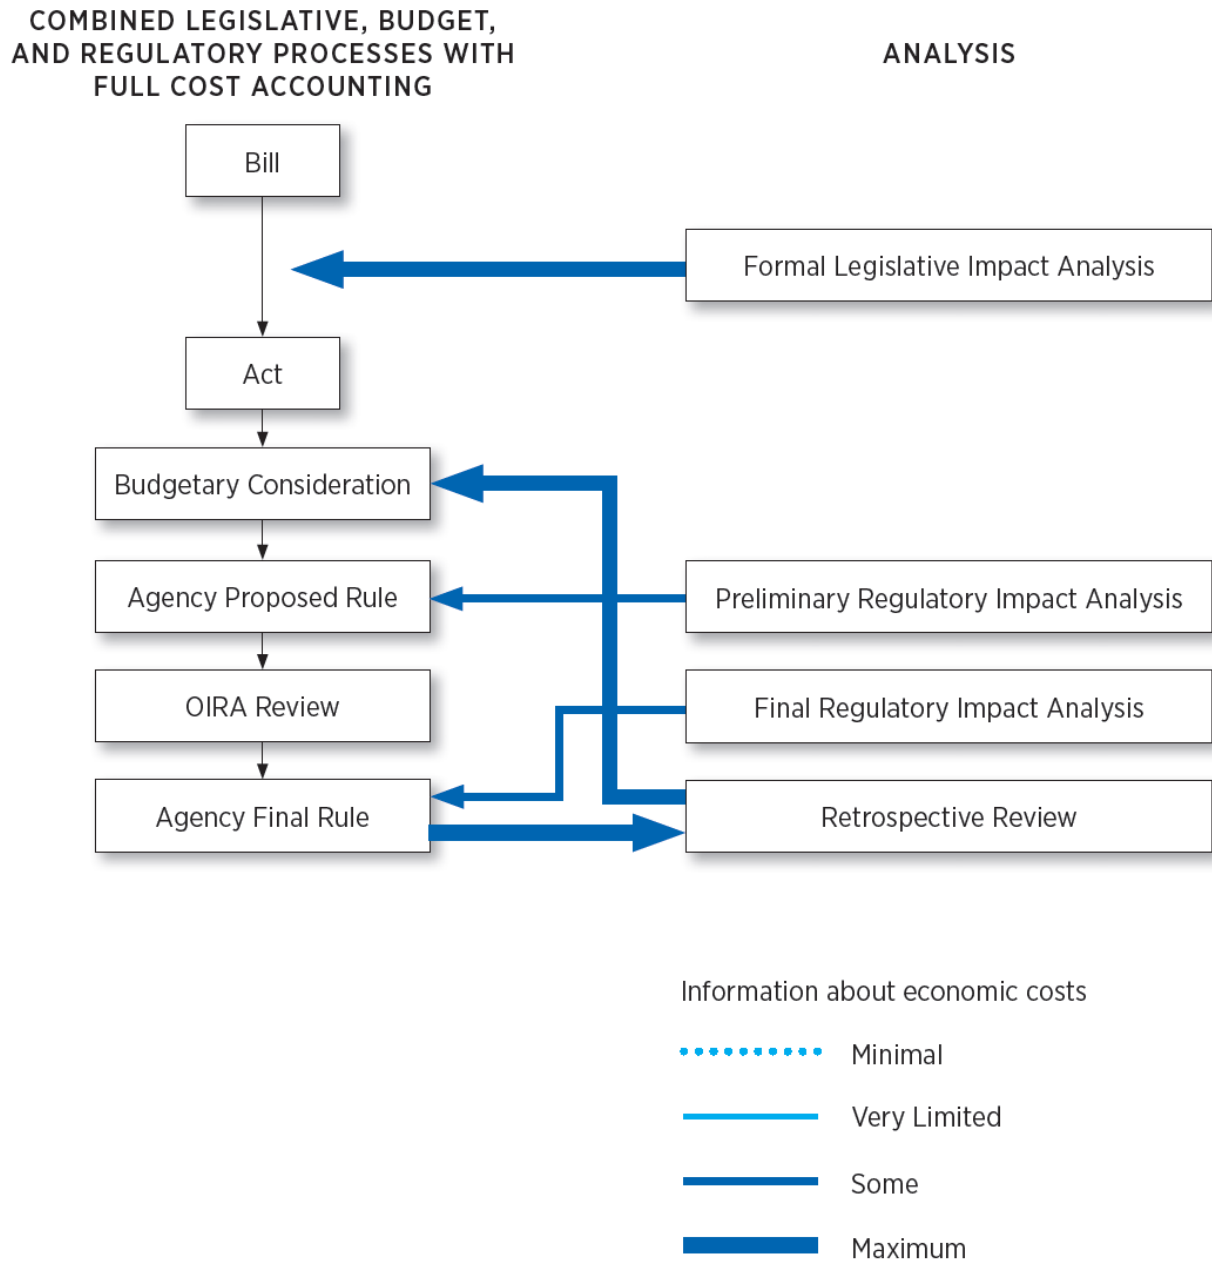 COMBINED LEGISLATIVE, BUDGET,
AND REGULATORY PROCESSES WITH
FULL COST ACCOUNTING
ANALYSIS
Bill
Formal Legislative Impact Analysis
Act
Budgetary Consideration
Agency Proposed Rule
Preliminary Regulatory Impact Analysis
OIRA Review
Final Regulatory Impact Analysis
Agency Final Rule
Retrospective Review
Information about economic costs
Minimal
Very Limited
Some
Maximum